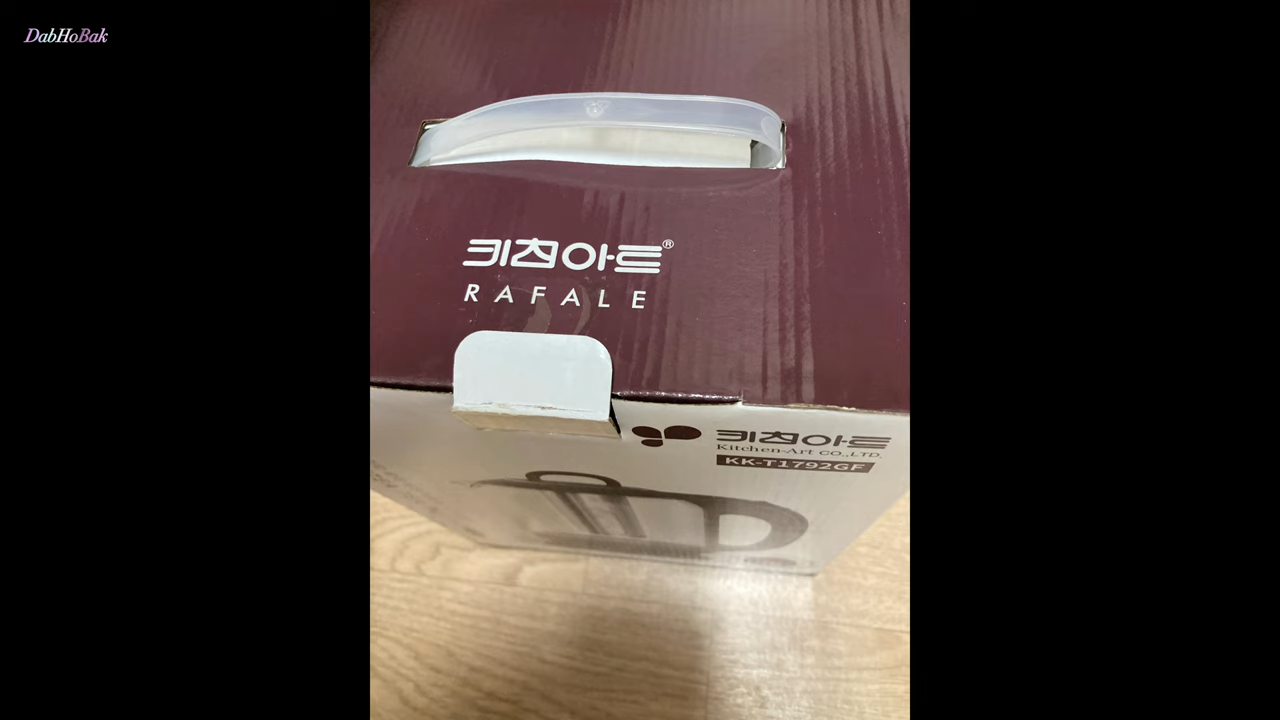 DabHoBak
키친아트®
RAFALE
키친아트
Kitchen-Art CO.,LTD.
KK-T1792GF